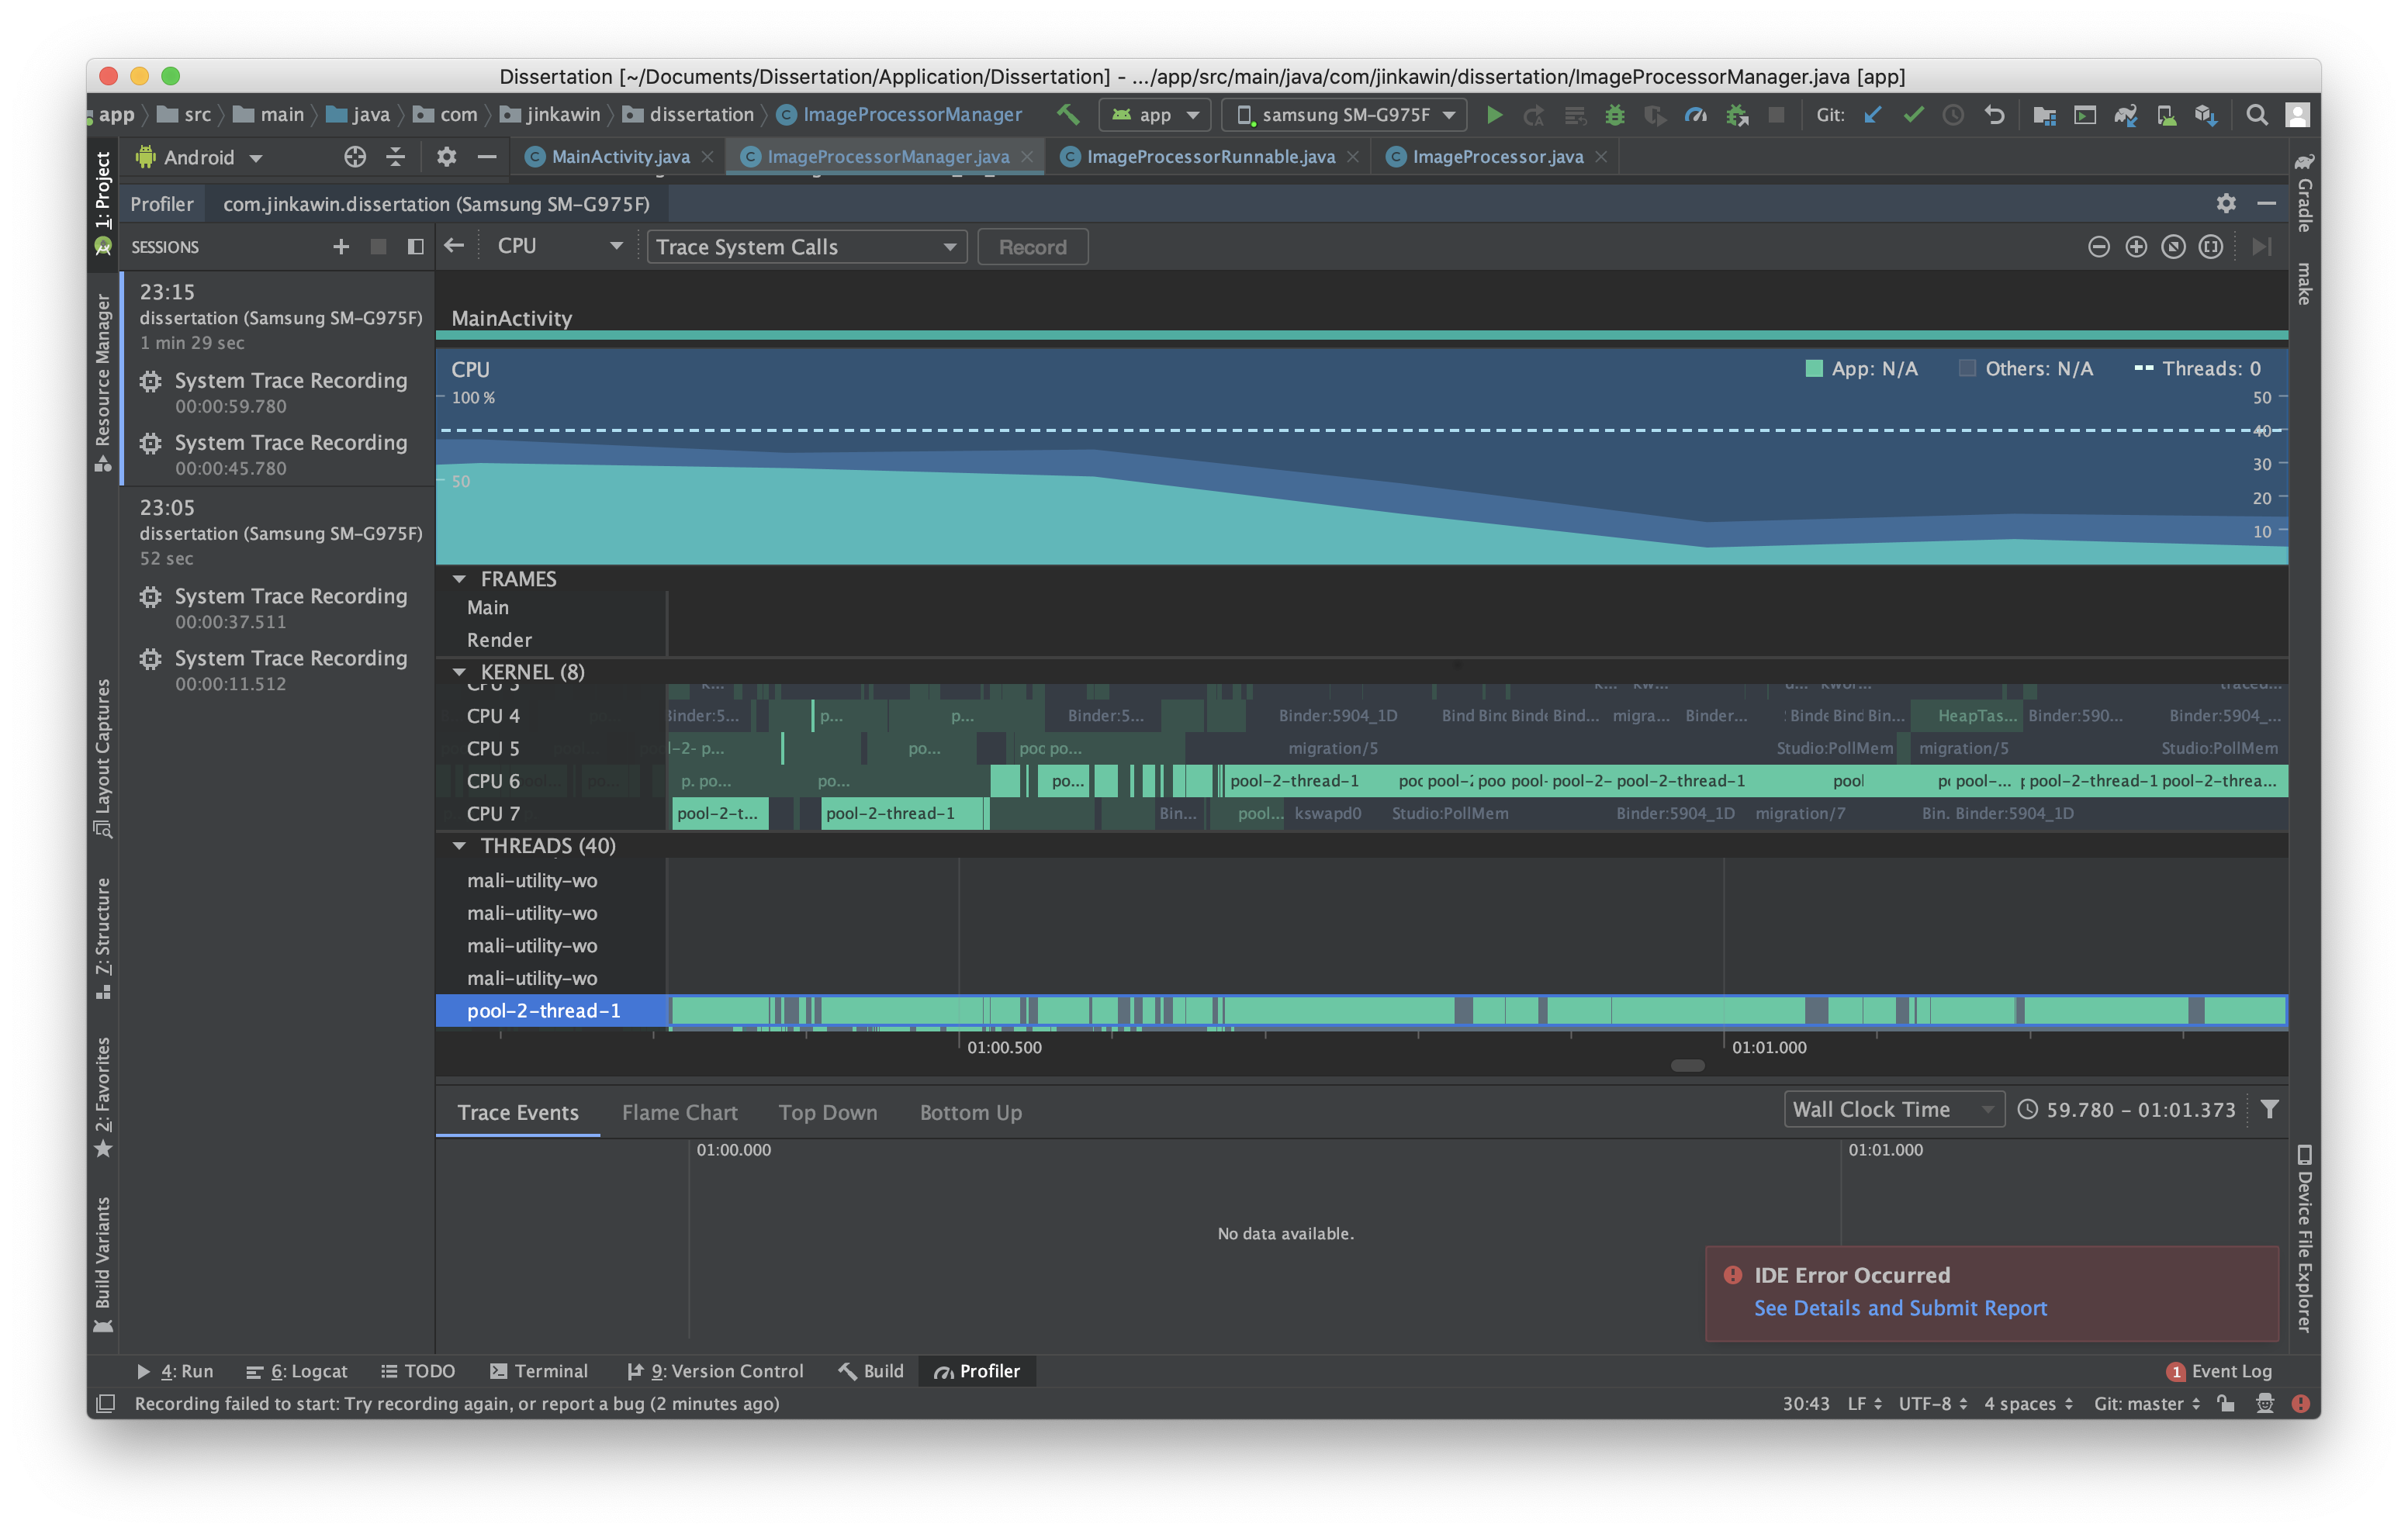 Dissertation [~/Documents/Dissertation/Application/Dissertation] - .../app/src/main/java/com/jinkawin/dissertation/ImageProcessorManager.java [app]
app src main java com jinkawin dissertation ImageProcessorManager app samsung SM-G975F Git:
Android MainActivity.java ImageProcessorManager.java ImageProcessorRunnable.java ImageProcessor.java
Profiler com.jinkawin.dissertation (Samsung SM-G975F)
SESSIONS CPU Trace System Calls Record
1: Project
Resource Manager
Layout Captures
7: Structure
2: Favorites
Build Variants
Gradle
make
Device File Explorer
23:15
dissertation (Samsung SM-G975F)
1 min 29 sec
System Trace Recording
00:00:59.780
System Trace Recording
00:00:45.780
23:05
dissertation (Samsung SM-G975F)
52 sec
System Trace Recording
00:00:37.511
System Trace Recording
00:00:11.512
MainActivity
CPU App: N/A Others: N/A Threads: 0
100 % 50
40
30
50 20
10
FRAMES
Main
Render
KERNEL (8)
CPU 4 Binder:5... p... p... Binder:5... Binder:5904_1D Bind Bind... migra... Binder... Bind Bin... HeapTas... Binder:590... Binder:5904_...
CPU 5 p... po... po... migration/5 Studio:PollMem migration/5 Studio:PollMem
CPU 6 p. po... po... po... pool-2-thread-1 pool-2- pool-2-thread-1 pool pool-... pool-2-thread-1 pool-2-threa...
CPU 7 pool-2-t... pool-2-thread-1 Bin... pool... kswapd0 Studio:PollMem Binder:5904_1D migration/7 Bin. Binder:5904_1D
THREADS (40)
mali-utility-wo
mali-utility-wo
mali-utility-wo
mali-utility-wo
pool-2-thread-1
01:00.500 01:01.000
Trace Events Flame Chart Top Down Bottom Up Wall Clock Time 59.780 - 01:01.373
01:00.000 01:01.000
No data available.
IDE Error Occurred
See Details and Submit Report
4: Run 6: Logcat TODO Terminal 9: Version Control Build Profiler 1 Event Log
Recording failed to start: Try recording again, or report a bug (2 minutes ago) 30:43 LF UTF-8 4 spaces Git: master